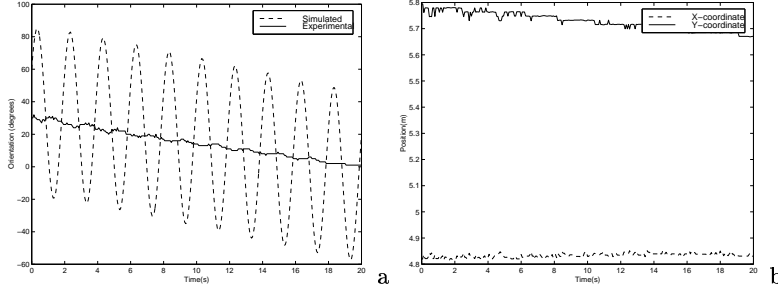 100
80
60
40
20
0
−20
−40
−60
Orientation (degrees)
0 2 4 6 8 10 12 14 16 18 20
Time(s)
Simulated
Experimental
a
5.8
5.7
5.6
5.5
5.4
5.3
5.2
5.1
5
4.9
4.8
Position(m)
0 2 4 6 8 10 12 14 16 18 20
Time(s)
X−coordinate
Y−coordinate
b